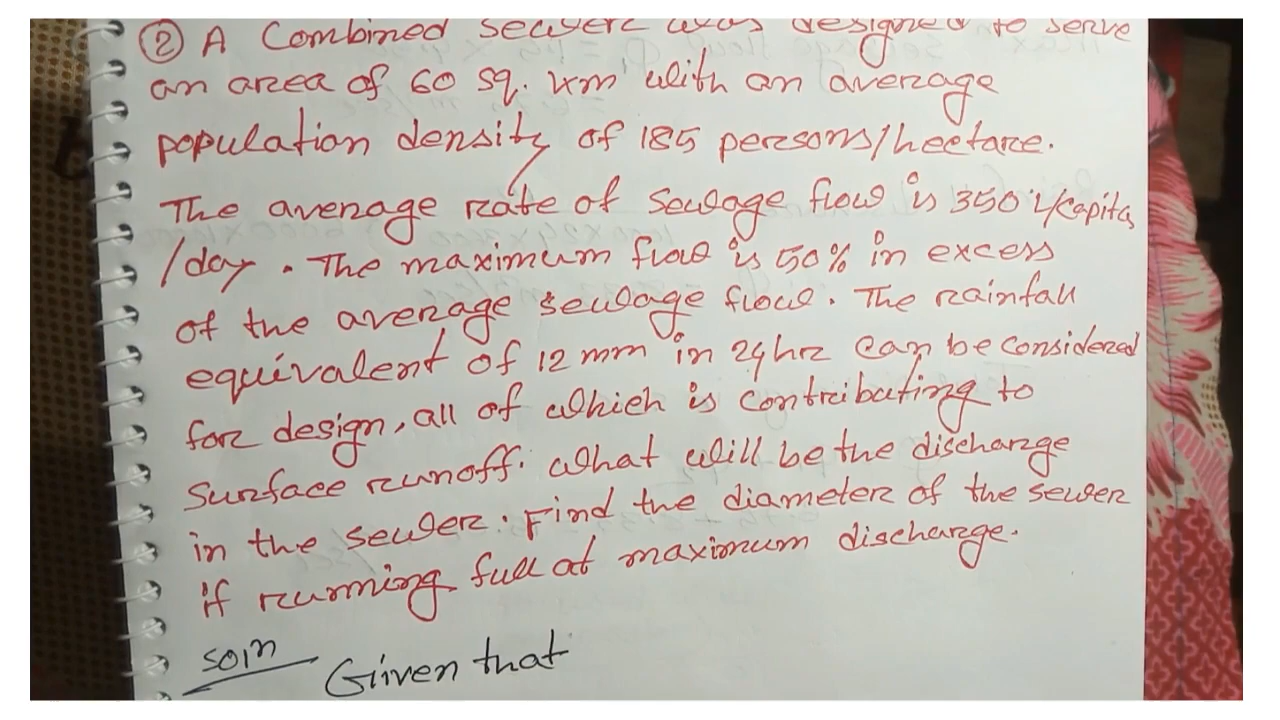 ② A Combined sewer was designed to serve
an area of 60 sq. km with an average
population density of 185 persons/hectare.
The average rate of sewage flow is 350 l/Capita
/day. The maximum flow is 50% in excess
of the average sewage flow. The rainfall
equivalent of 12 mm in 24 hr can be considered
for design, all of which is contributing to
surface runoff. what will be the discharge
in the sewer. Find the diameter of the sewer
if running full at maximum discharge.
Soln Given that